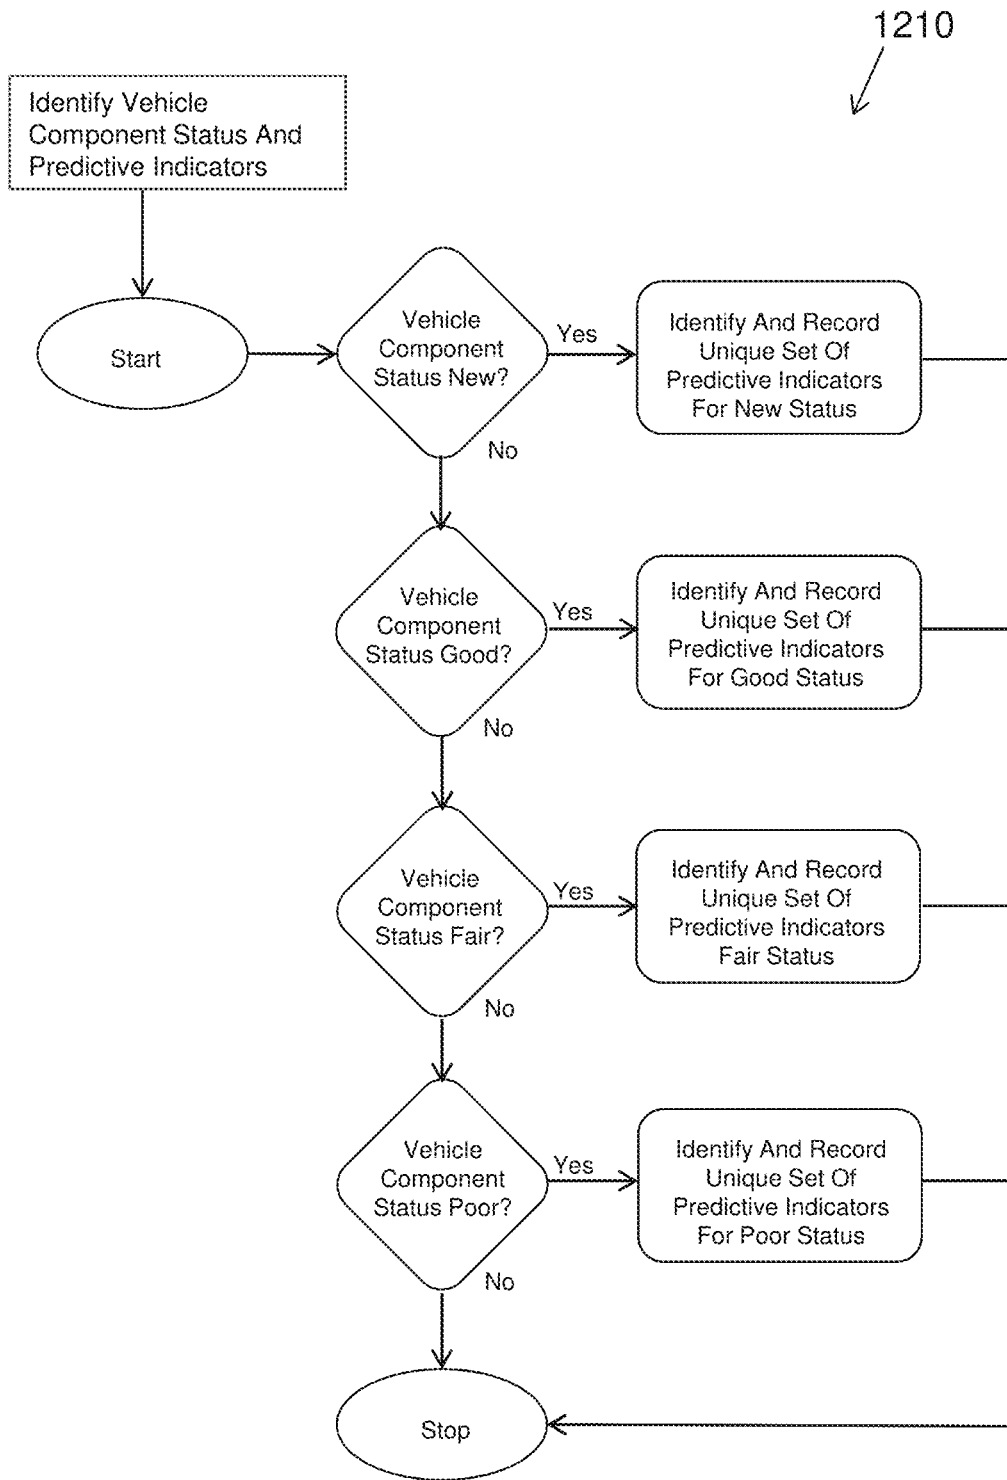 1210
Identify Vehicle
Component Status And
Predictive Indicators
Start
Vehicle
Component
Status New?
Yes
Identify And Record
Unique Set Of
Predictive Indicators
For New Status
No
Vehicle
Component
Status Good?
Yes
Identify And Record
Unique Set Of
Predictive Indicators
For Good Status
No
Vehicle
Component
Status Fair?
Yes
Identify And Record
Unique Set Of
Predictive Indicators
Fair Status
No
Vehicle
Component
Status Poor?
Yes
Identify And Record
Unique Set Of
Predictive Indicators
For Poor Status
No
Stop